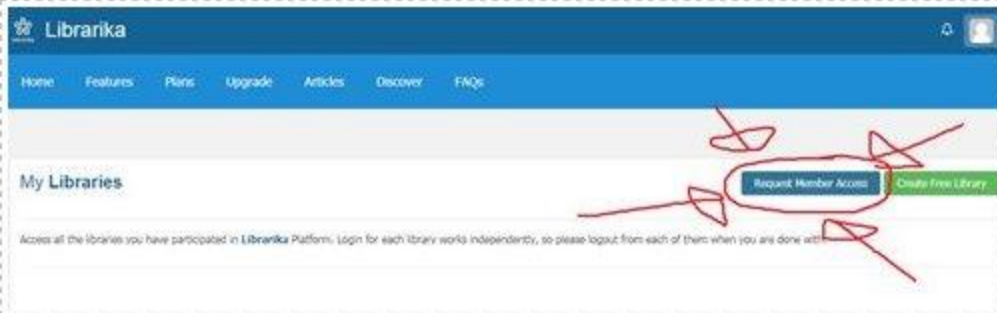 Librarika
Home Features Plans Upgrade Articles Discover FAQs
My Libraries
Request Member Access Create Free Library
Access all the libraries you have participated in Librarika Platform. Login for each library works independently, so please logout from each of them when you are done with